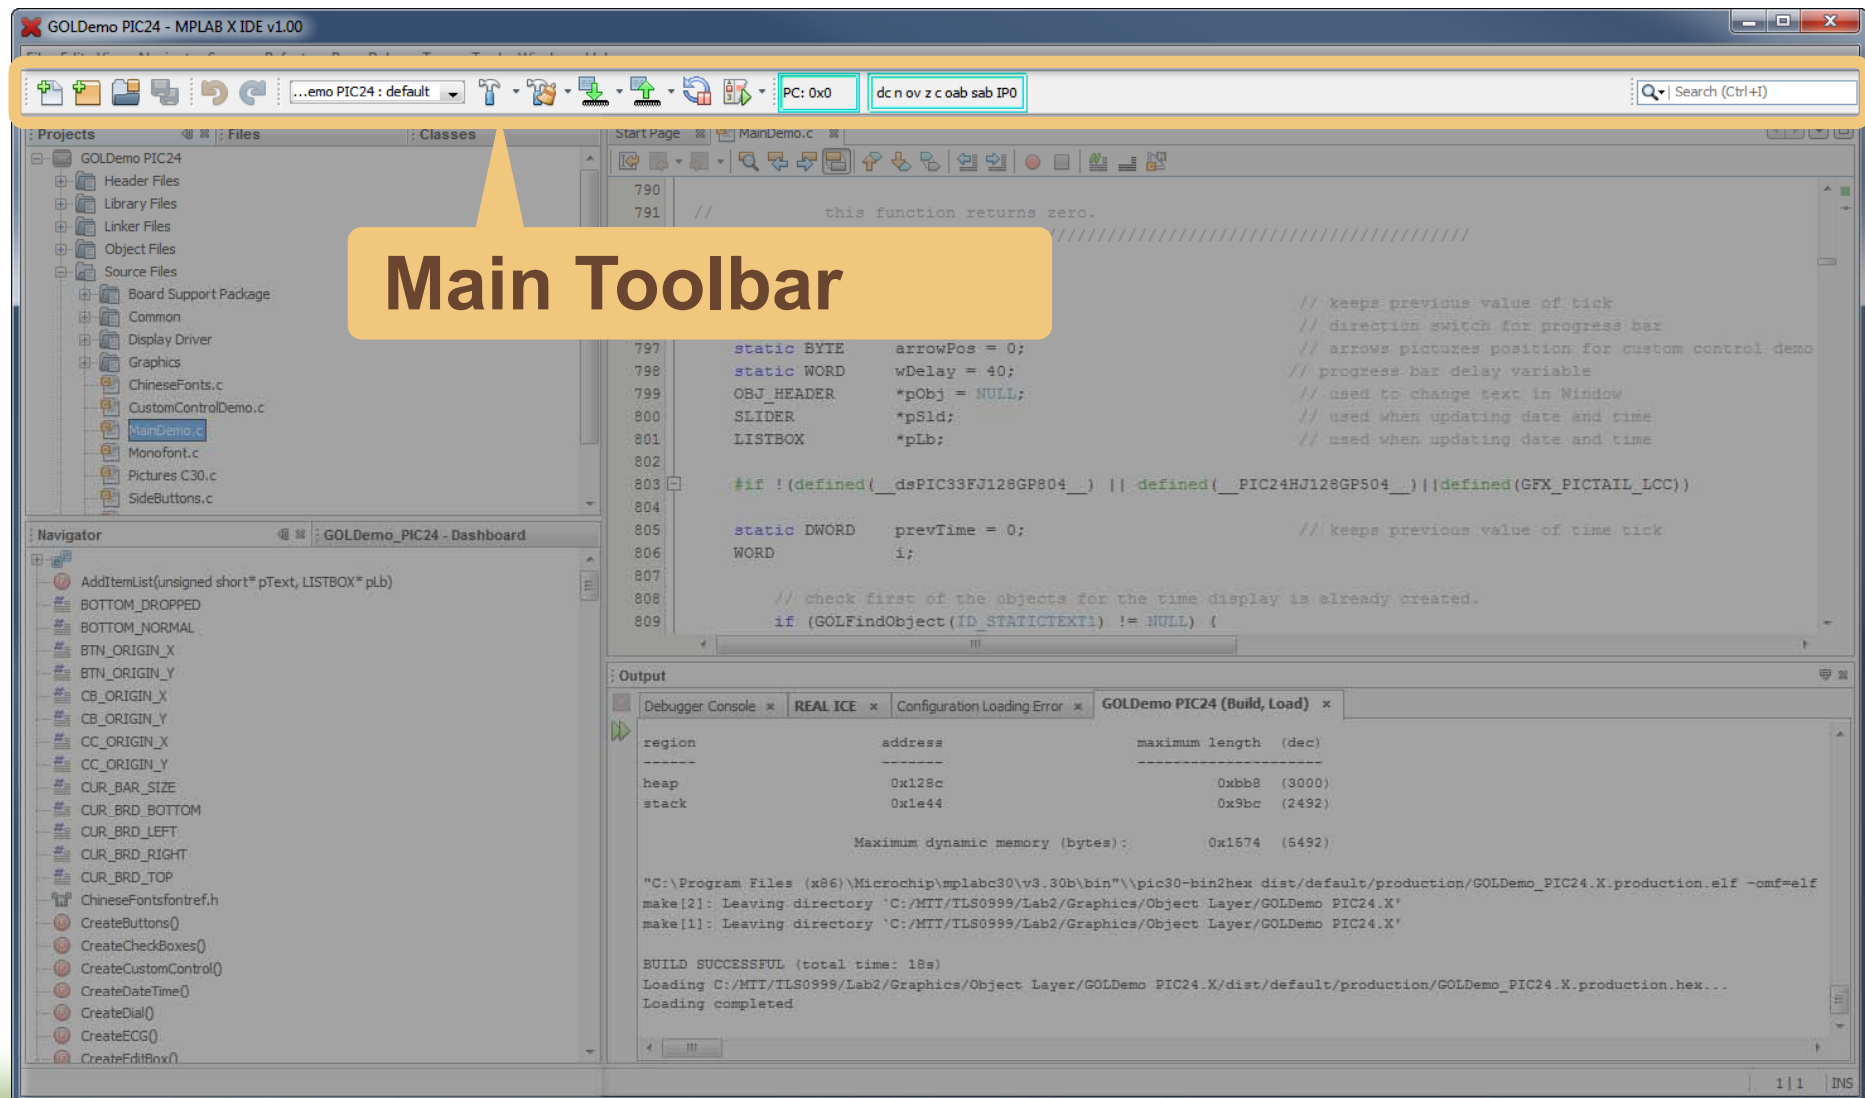 GOLDemo PIC24 - MPLAB X IDE v1.00
...emo PIC24 : default
PC: 0x0
dc n ov z c oab sab IP0
Search (Ctrl+I)
Projects
Files
Classes
Start Page
MainDemo.c
GOLDemo PIC24
Header Files
Library Files
Linker Files
Object Files
Source Files
Board Support Package
Common
Display Driver
Graphics
ChineseFonts.c
CustomControlDemo.c
MainDemo.c
Monofont.c
Pictures C30.c
SideButtons.c
Main Toolbar
790
791 // this function returns zero.
//////////////////////////////////////////
// keeps previous value of tick
// direction switch for progress bar
797 static BYTE arrowPos = 0; // arrows pictures position for custom control demo
798 static WORD wDelay = 40; // progress bar delay variable
799 OBJ_HEADER *pObj = NULL; // used to change text in Window
800 SLIDER *pSld; // used when updating date and time
801 LISTBOX *pLb; // used when updating date and time
802
803 #if !(defined(__dsPIC33FJ128GP804__) || defined(__PIC24HJ128GP504__)||defined(GFX_PICTAIL_LCC))
804
805 static DWORD prevTime = 0; // keeps previous value of time tick
806 WORD i;
807
808 // check first of the objects for the time display is already created.
809 if (GOLFindObject(ID_STATICTEXT1) != NULL) {
Navigator
GOLDemo_PIC24 - Dashboard
AddItemList(unsigned short* pText, LISTBOX* pLb)
BOTTOM_DROPPED
BOTTOM_NORMAL
BTN_ORIGIN_X
BTN_ORIGIN_Y
CB_ORIGIN_X
CB_ORIGIN_Y
CC_ORIGIN_X
CC_ORIGIN_Y
CUR_BAR_SIZE
CUR_BRD_BOTTOM
CUR_BRD_LEFT
CUR_BRD_RIGHT
CUR_BRD_TOP
ChineseFontsfontref.h
CreateButtons()
CreateCheckBoxes()
CreateCustomControl()
CreateDateTime()
CreateDial()
CreateECG()
CreateEditBox()
Output
Debugger Console
REAL ICE
Configuration Loading Error
GOLDemo PIC24 (Build, Load)
region address maximum length (dec)
------ ------- ---------------------
heap 0x128c 0xbb8 (3000)
stack 0x1e44 0x9bc (2492)
Maximum dynamic memory (bytes): 0x1574 (5492)
"C:\Program Files (x86)\Microchip\mplabc30\v3.30b\bin"\\pic30-bin2hex dist/default/production/GOLDemo_PIC24.X.production.elf -omf=elf
make[2]: Leaving directory `C:/MTT/TLS0999/Lab2/Graphics/Object Layer/GOLDemo PIC24.X'
make[1]: Leaving directory `C:/MTT/TLS0999/Lab2/Graphics/Object Layer/GOLDemo PIC24.X'
BUILD SUCCESSFUL (total time: 18s)
Loading C:/MTT/TLS0999/Lab2/Graphics/Object Layer/GOLDemo PIC24.X/dist/default/production/GOLDemo_PIC24.X.production.hex...
Loading completed
1 | 1 INS